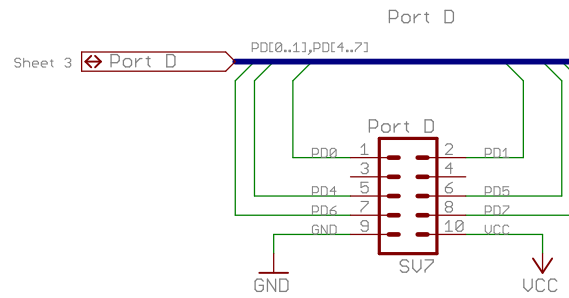 Port D
PD[0..1],PD[4..7]
Sheet 3
Port D
Port D
PD0 1 2 PD1
3 4
PD4 5 6 PD5
PD6 7 8 PD7
GND 9 10 VCC
SV7
GND
VCC